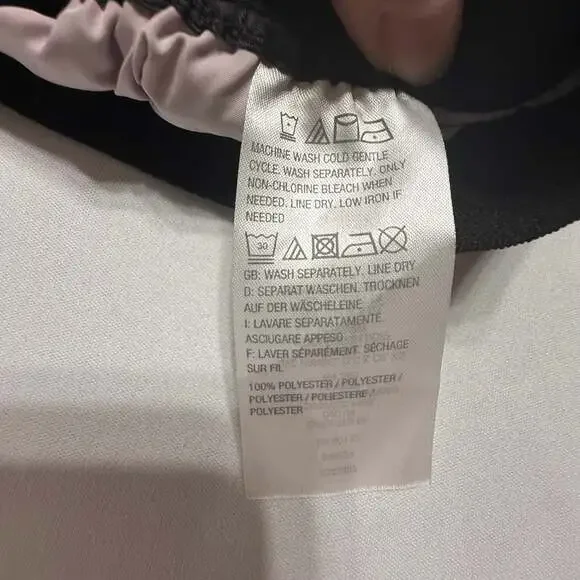 MACHINE WASH COLD GENTLE
CYCLE. WASH SEPARATELY. ONLY
NON-CHLORINE BLEACH WHEN
NEEDED. LINE DRY. LOW IRON IF
NEEDED
30
GB: WASH SEPARATELY. LINE DRY
D: SEPARAT WASCHEN. TROCKNEN
AUF DER WÄSCHELEINE
I: LAVARE SEPARATAMENTE.
ASCIUGARE APPESO
F: LAVER SÉPARÉMENT. SÉCHAGE
SUR FIL
100% POLYESTER / POLYESTER /
POLYESTER / POLIESTERE /
POLYESTER